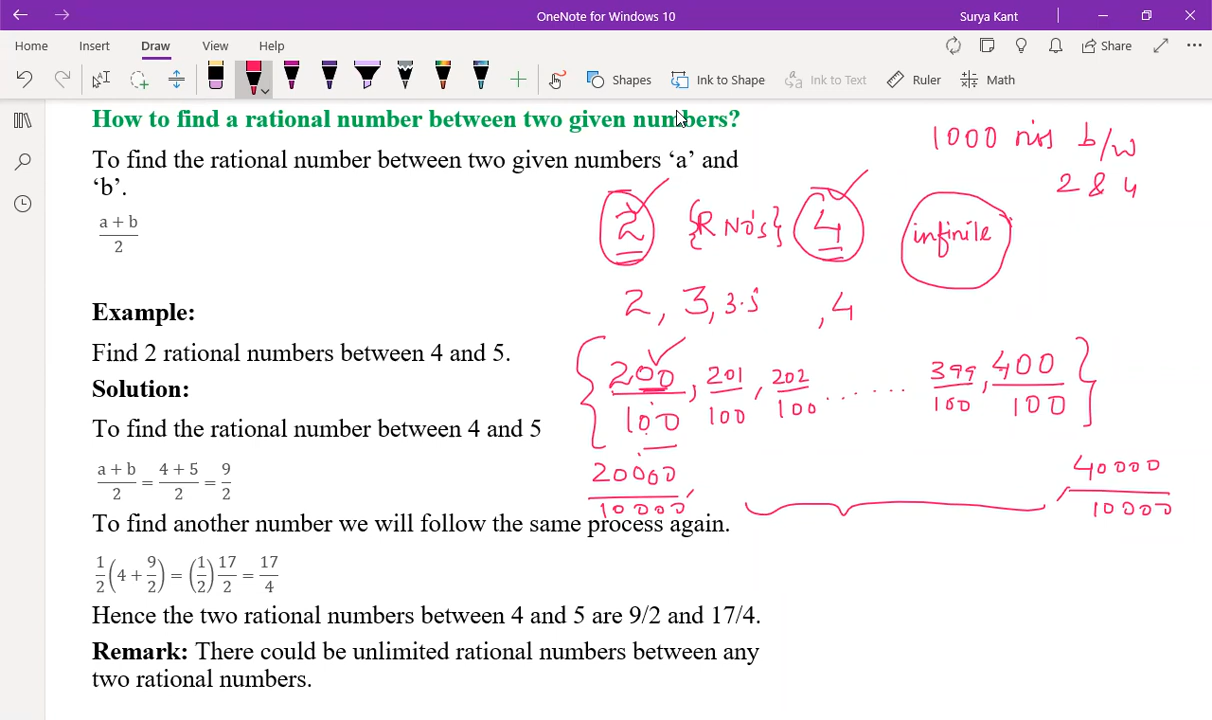 OneNote for Windows 10
Surya Kant
Home Insert Draw View Help
Share
Shapes Ink to Shape Ink to Text Ruler Math
How to find a rational number between two given numbers?
To find the rational number between two given numbers ‘a’ and
‘b’.
a + b
2
Example:
Find 2 rational numbers between 4 and 5.
Solution:
To find the rational number between 4 and 5
a + b / 2 = 4 + 5 / 2 = 9 / 2
To find another number we will follow the same process again.
1/2 (4 + 9/2) = (1/2) 17/2 = 17/4
Hence the two rational numbers between 4 and 5 are 9/2 and 17/4.
Remark: There could be unlimited rational numbers between any
two rational numbers.
1000 b/w
2 & 4
2 {R No's} 4 infinite
2, 3, 3.5 , 4
{ 200/100, 201/100, 202/100 ........ 399/100, 400/100 }
20000/10000, , 40000/10000